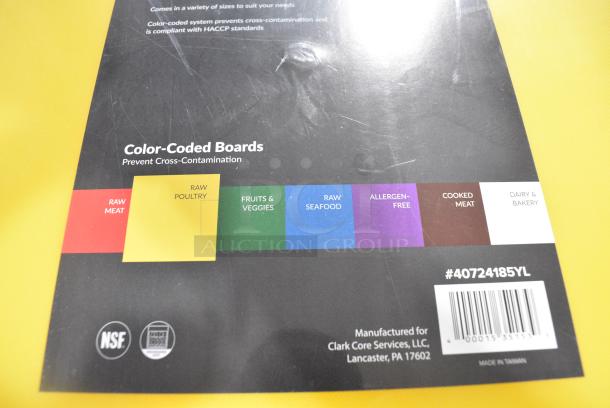 Comes in a variety of sizes to suit your needs
Color-coded system prevents cross-contamination and
is compliant with HACCP standards
Color-Coded Boards
Prevent Cross-Contamination
RAW
MEAT
RAW
POULTRY
FRUITS &
VEGGIES
RAW
SEAFOOD
ALLERGEN-
FREE
COOKED
MEAT
DAIRY &
BAKERY
AUCTION GROUP
#40724185YL
NSF
Manufactured for
Clark Core Services, LLC,
Lancaster, PA 17602
MADE IN TAIWAN